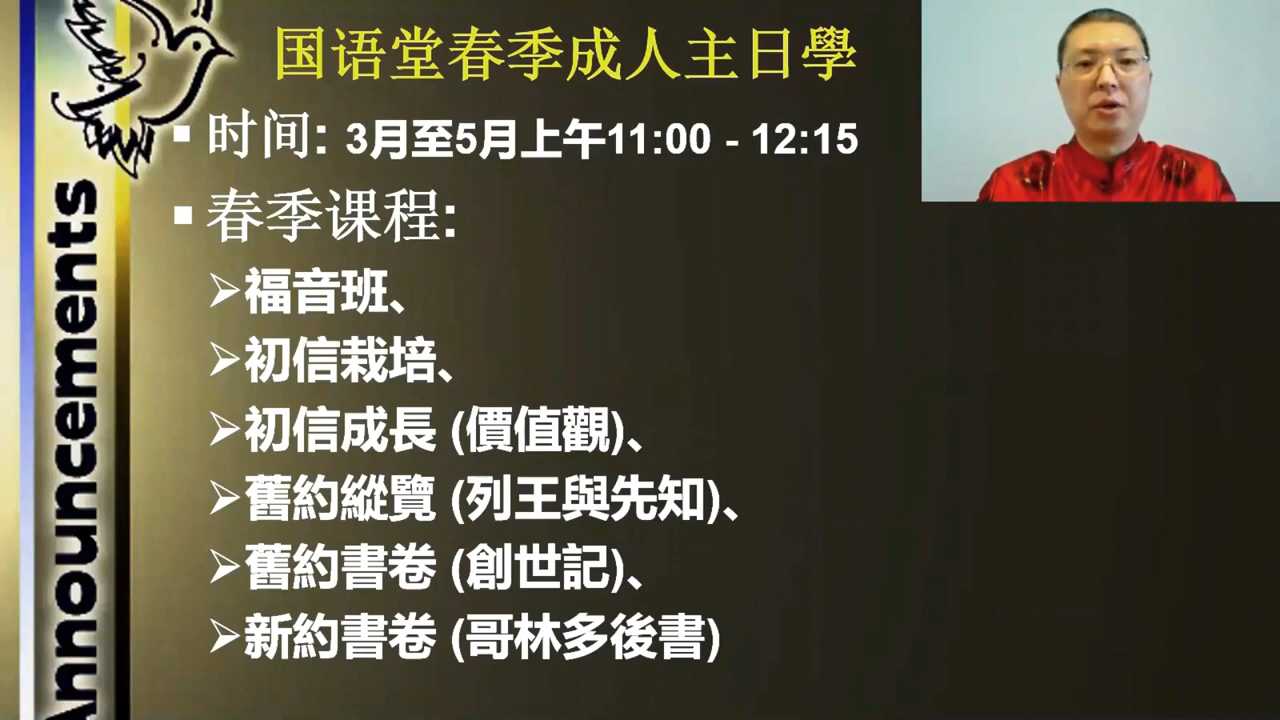 国语堂春季成人主日學
时间: 3月至5月上午11:00 - 12:15
春季课程:
福音班、
初信栽培、
初信成長 (價值觀)、
舊約縱覽 (列王與先知)、
舊約書卷 (創世記)、
新約書卷 (哥林多後書)
Announcements